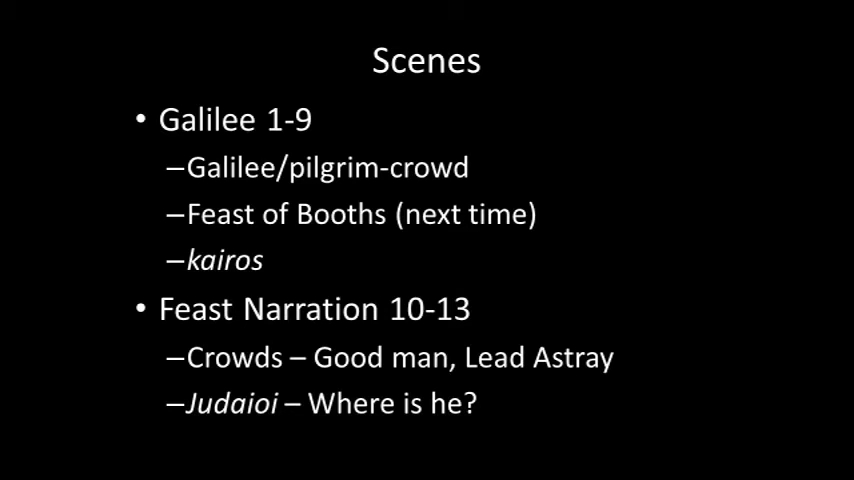 Scenes
• Galilee 1-9
–Galilee/pilgrim-crowd
–Feast of Booths (next time)
–kairos
• Feast Narration 10-13
–Crowds – Good man, Lead Astray
–Judaioi – Where is he?